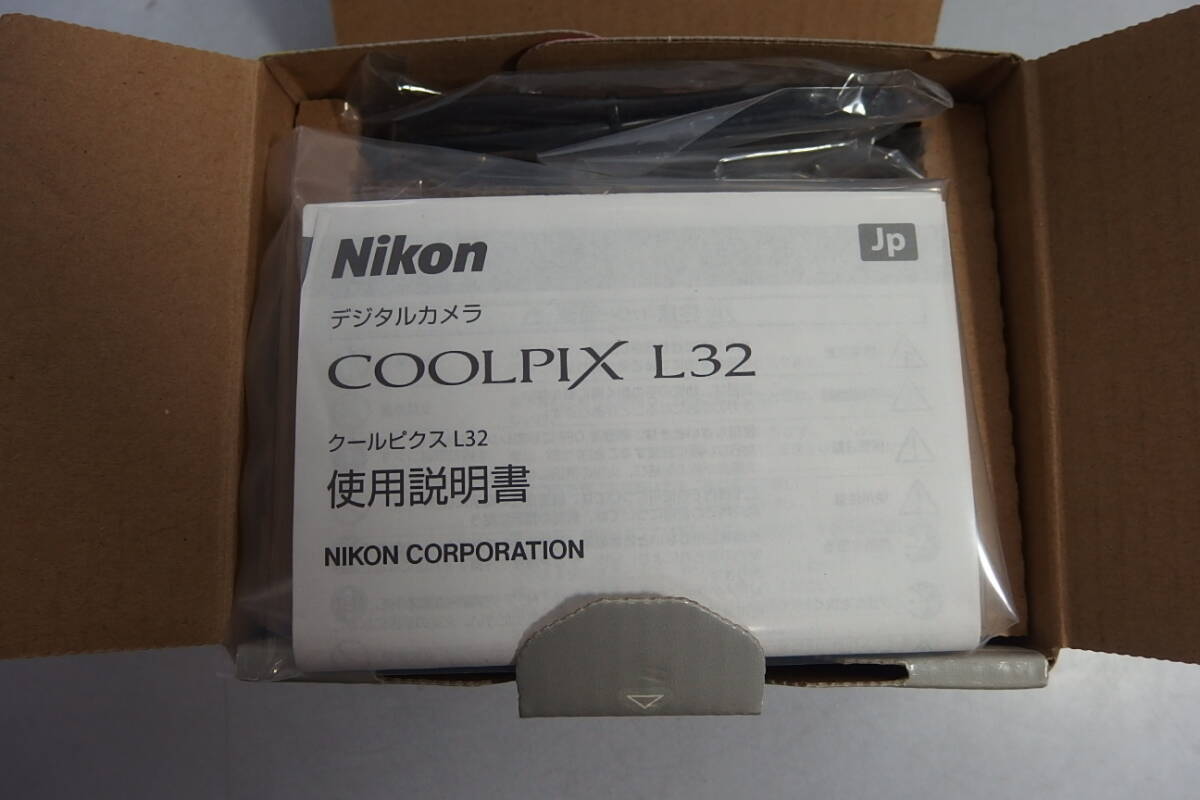 Nikon
Jp
デジタルカメラ
COOLPIX L32
クールピクス L32
使用説明書
NIKON CORPORATION